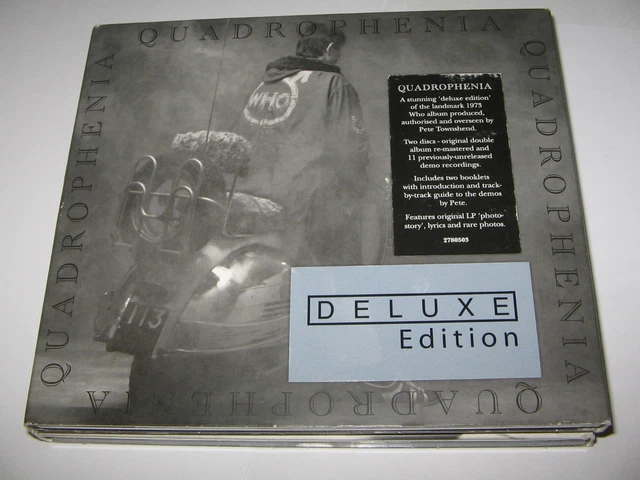 QUADROPHENIA
QUADROPHENIA
QUADROPHENIA
QUADROPHENIA
WHO
113
QUADROPHENIA
A stunning 'deluxe edition'
of the landmark 1973
Who album produced,
authorised and overseen by
Pete Townshend.
Two discs - original double
album re-mastered and
11 previously-unreleased
demo recordings.
Includes two booklets
with introduction and track-
by-track guide to the demos
by Pete.
Features original LP 'photo-
story', lyrics and rare photos.
2780503
DELUXE
Edition